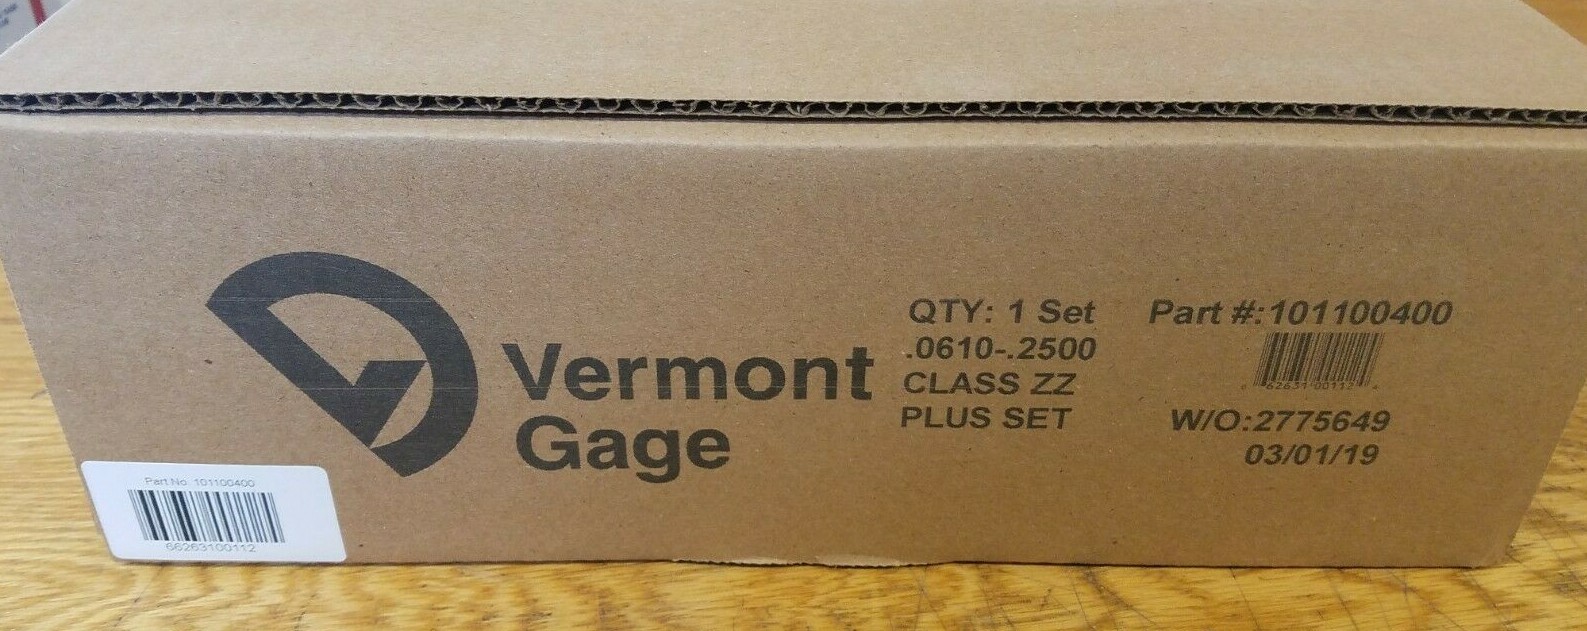 Vermont
Gage
QTY: 1 Set
.0610-.2500
CLASS ZZ
PLUS SET
Part #:101100400
W/O:2775649
03/01/19
Part No. 101100400
66263100112